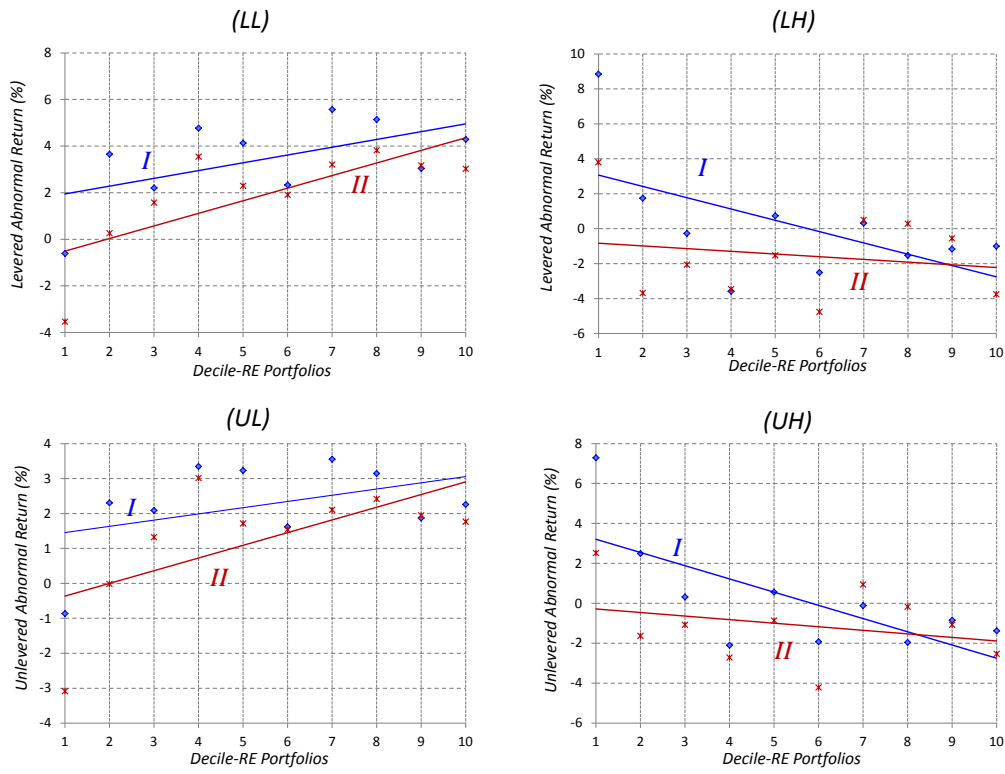 (LL)
Levered Abnormal Return (%)
8
6
4
2
0
-2
-4
I
II
1 2 3 4 5 6 7 8 9 10
Decile-RE Portfolios
(LH)
Levered Abnormal Return (%)
10
8
6
4
2
0
-2
-4
-6
I
II
1 2 3 4 5 6 7 8 9 10
Decile-RE Portfolios
(UL)
Unlevered Abnormal Return (%)
4
3
2
1
0
-1
-2
-3
-4
I
II
1 2 3 4 5 6 7 8 9 10
Decile-RE Portfolios
(UH)
Unlevered Abnormal Return (%)
8
6
4
2
0
-2
-4
-6
I
II
1 2 3 4 5 6 7 8 9 10
Decile-RE Portfolios